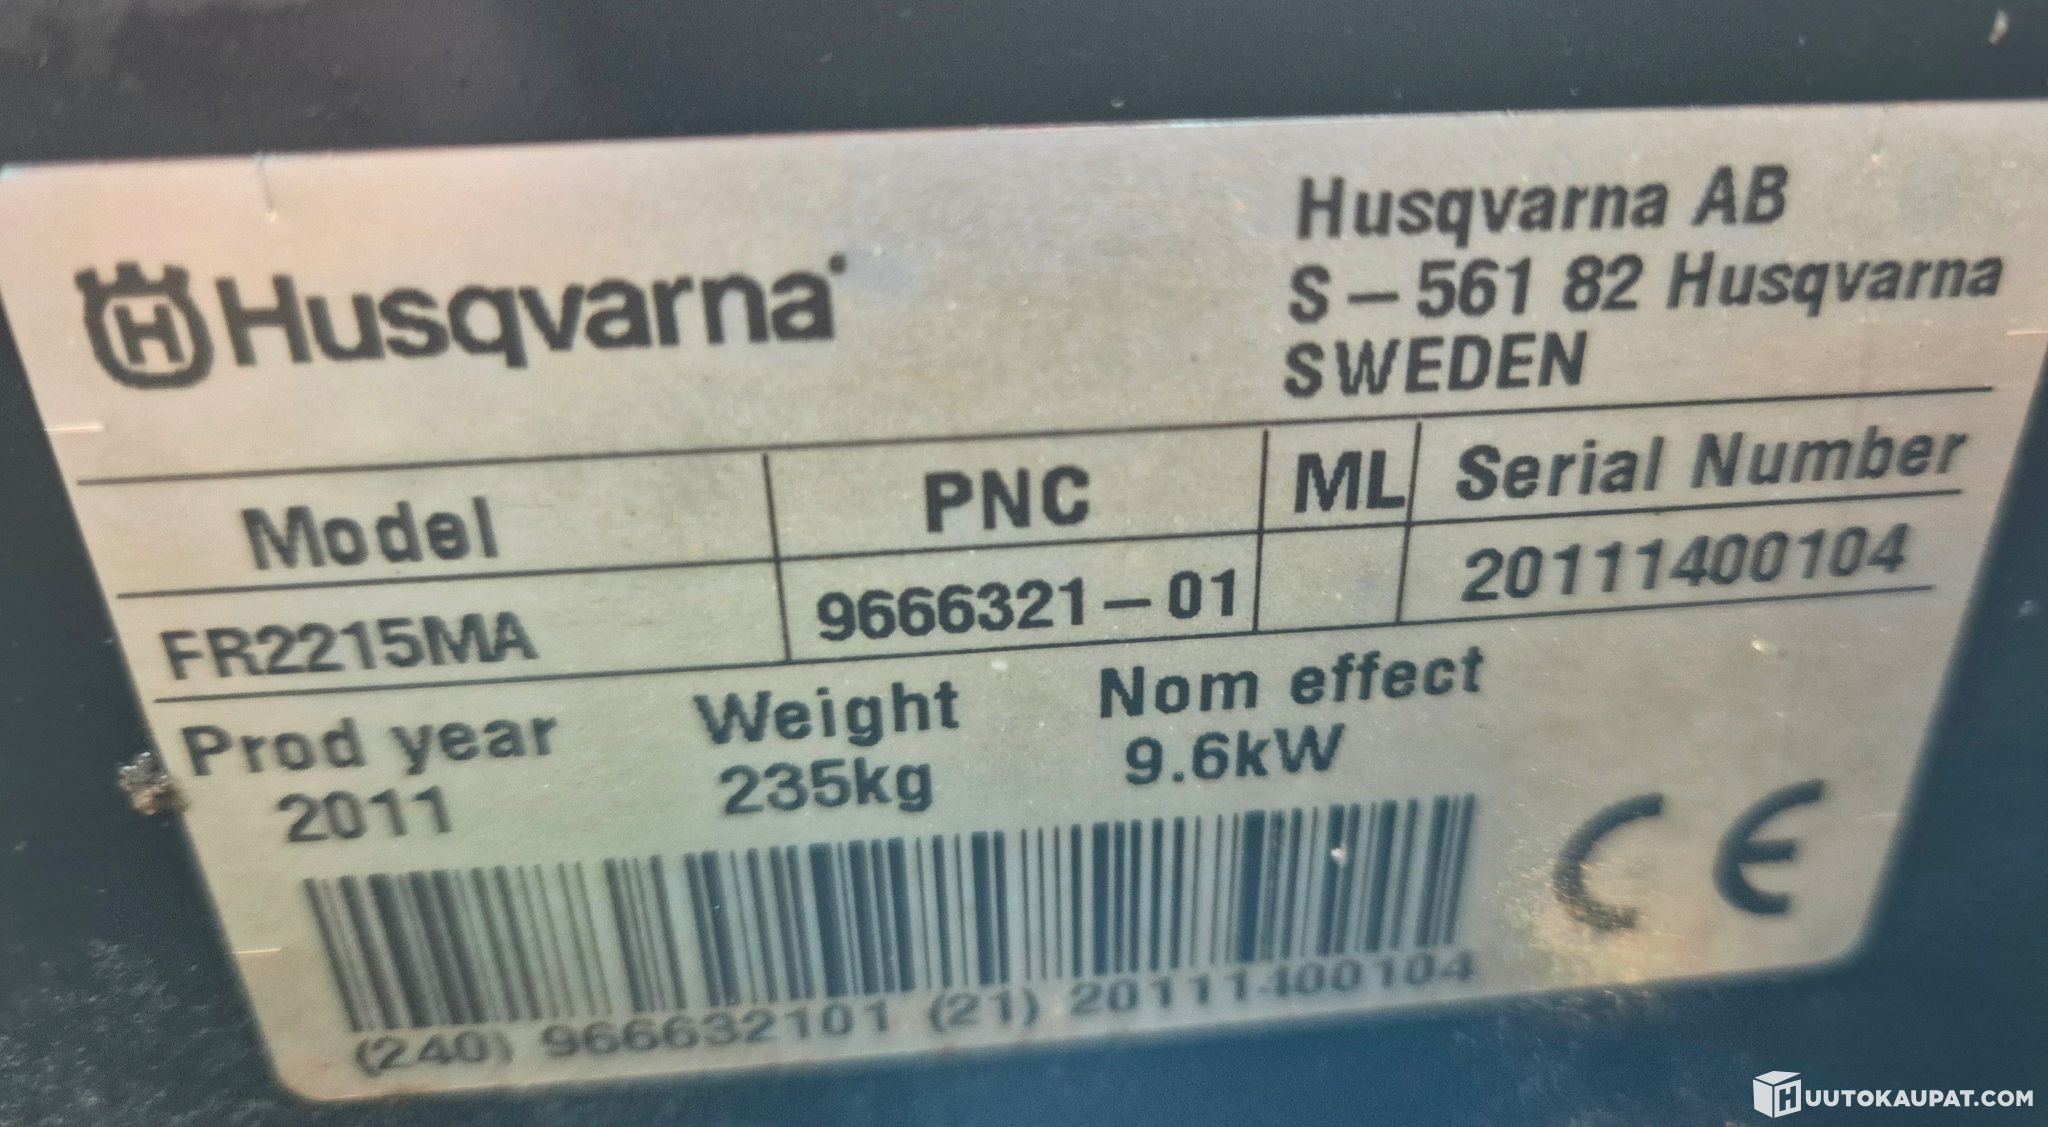 Husqvarna
Husqvarna AB
S-561 82 Husqvarna
SWEDEN
Model PNC ML Serial Number
FR2215MA 9666321-01 20111400104
Prod year Weight Nom effect
2011 235kg 9.6kW
CE
(240) 966632101 (21) 20111400104
HUUTOKAUPAT.COM